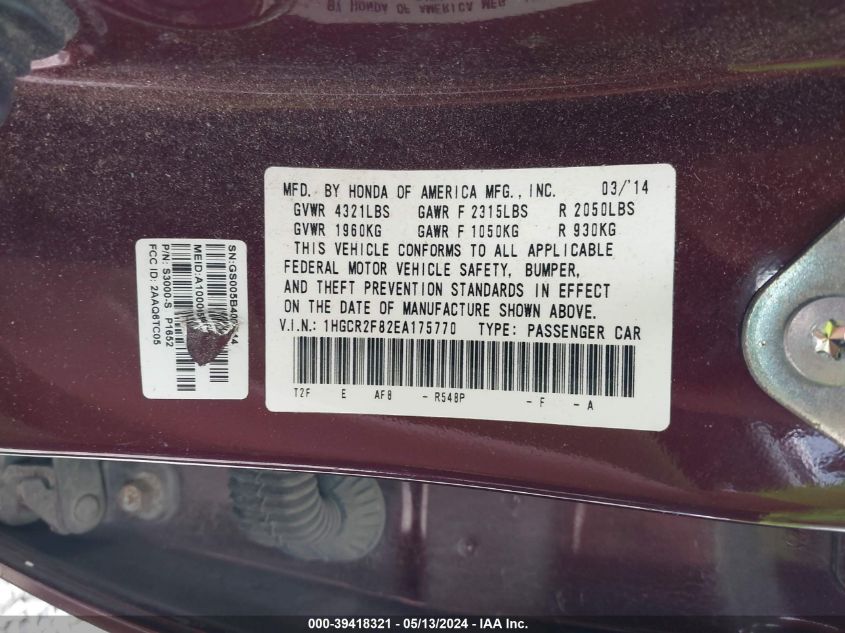 MFD. BY HONDA OF AMERICA MFG., INC. 03/'14
GVWR 4321LBS GAWR F 2315LBS R 2050LBS
GVWR 1960KG GAWR F 1050KG R 930KG
THIS VEHICLE CONFORMS TO ALL APPLICABLE
FEDERAL MOTOR VEHICLE SAFETY, BUMPER,
AND THEFT PREVENTION STANDARDS IN EFFECT
ON THE DATE OF MANUFACTURE SHOWN ABOVE.
V.I.N.: 1HGCR2F82EA175770 TYPE: PASSENGER CAR
T2F E AF8 - R548P - F - A
P/N: S3000-S P1652
FCC ID: 2AAQ6TC05
000-39418321 / 05/13/2024 - IAA Inc.